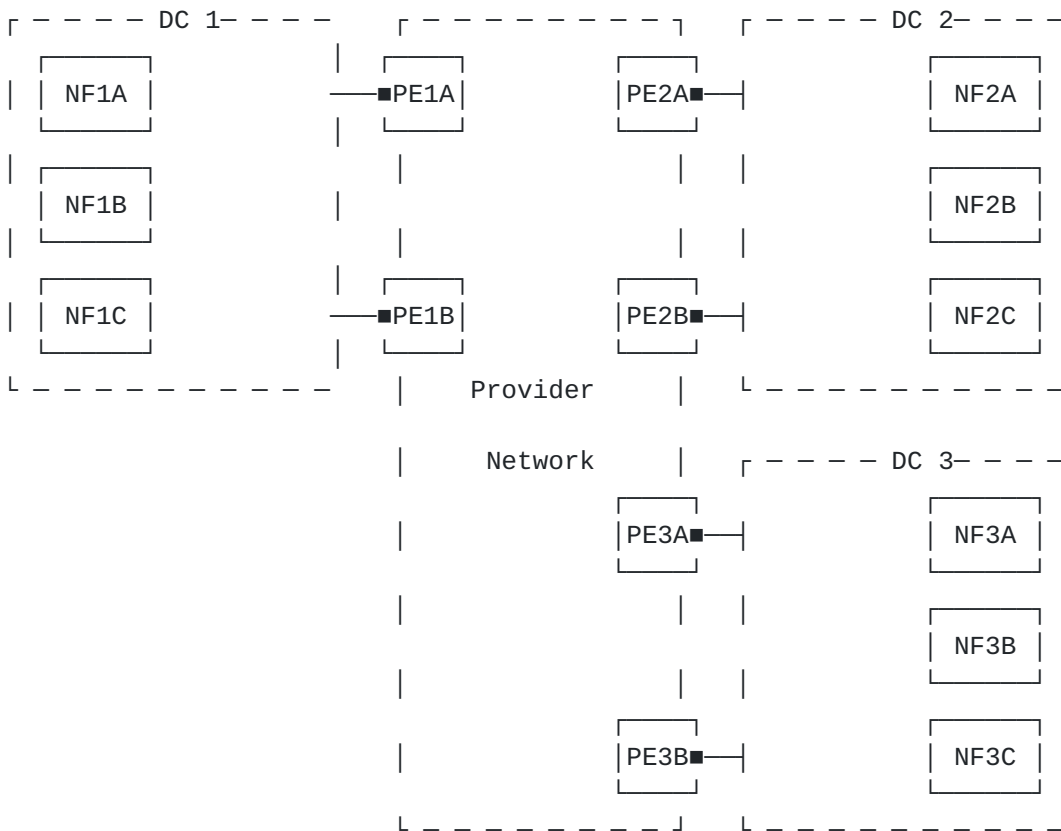 DC 1 DC 2
NF1A PE1A PE2A NF2A
NF1B NF2B
NF1C PE1B PE2B NF2C
Provider
Network DC 3
PE3A NF3A
NF3B
PE3B NF3C